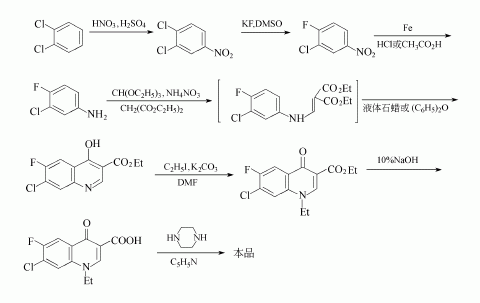 Cl
Cl
HNO₃, H₂SO₄
Cl
Cl
NO₂
KF, DMSO
F
Cl
NO₂
Fe
HCl或CH₃CO₂H
F
Cl
NH₂
CH(OC₂H₅)₃, NH₄NO₃
CH₂(CO₂C₂H₅)₂
F
Cl
NH
CO₂Et
CO₂Et
液体石蜡或 (C₆H₅)₂O
OH
F
CO₂Et
Cl
N
C₂H₅I, K₂CO₃
DMF
O
F
CO₂Et
Cl
N
Et
10%NaOH
O
F
COOH
Cl
N
Et
HN
NH
C₅H₅N
本品